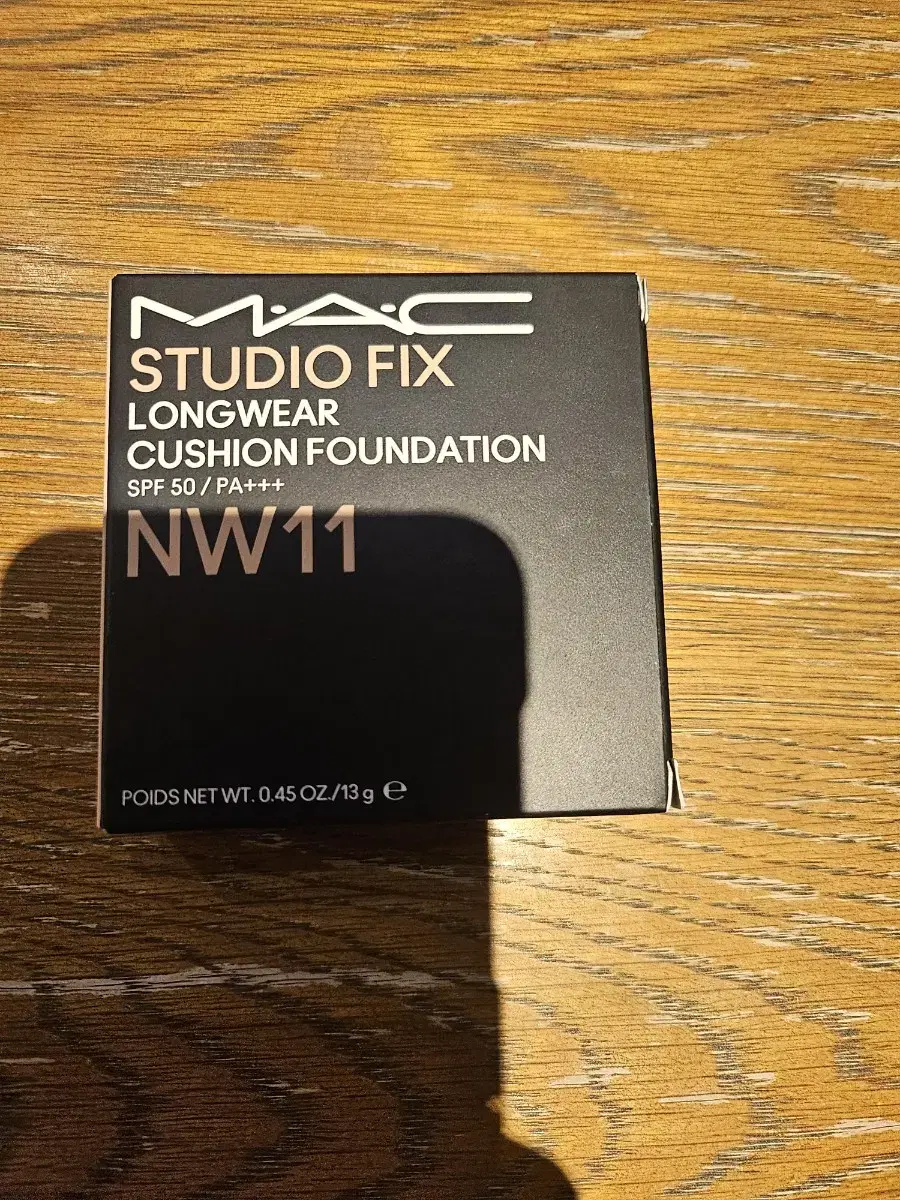 M·A·C
STUDIO FIX
LONGWEAR
CUSHION FOUNDATION
SPF 50 / PA+++
NW11
POIDS NET WT. 0.45 OZ./13 g ℮